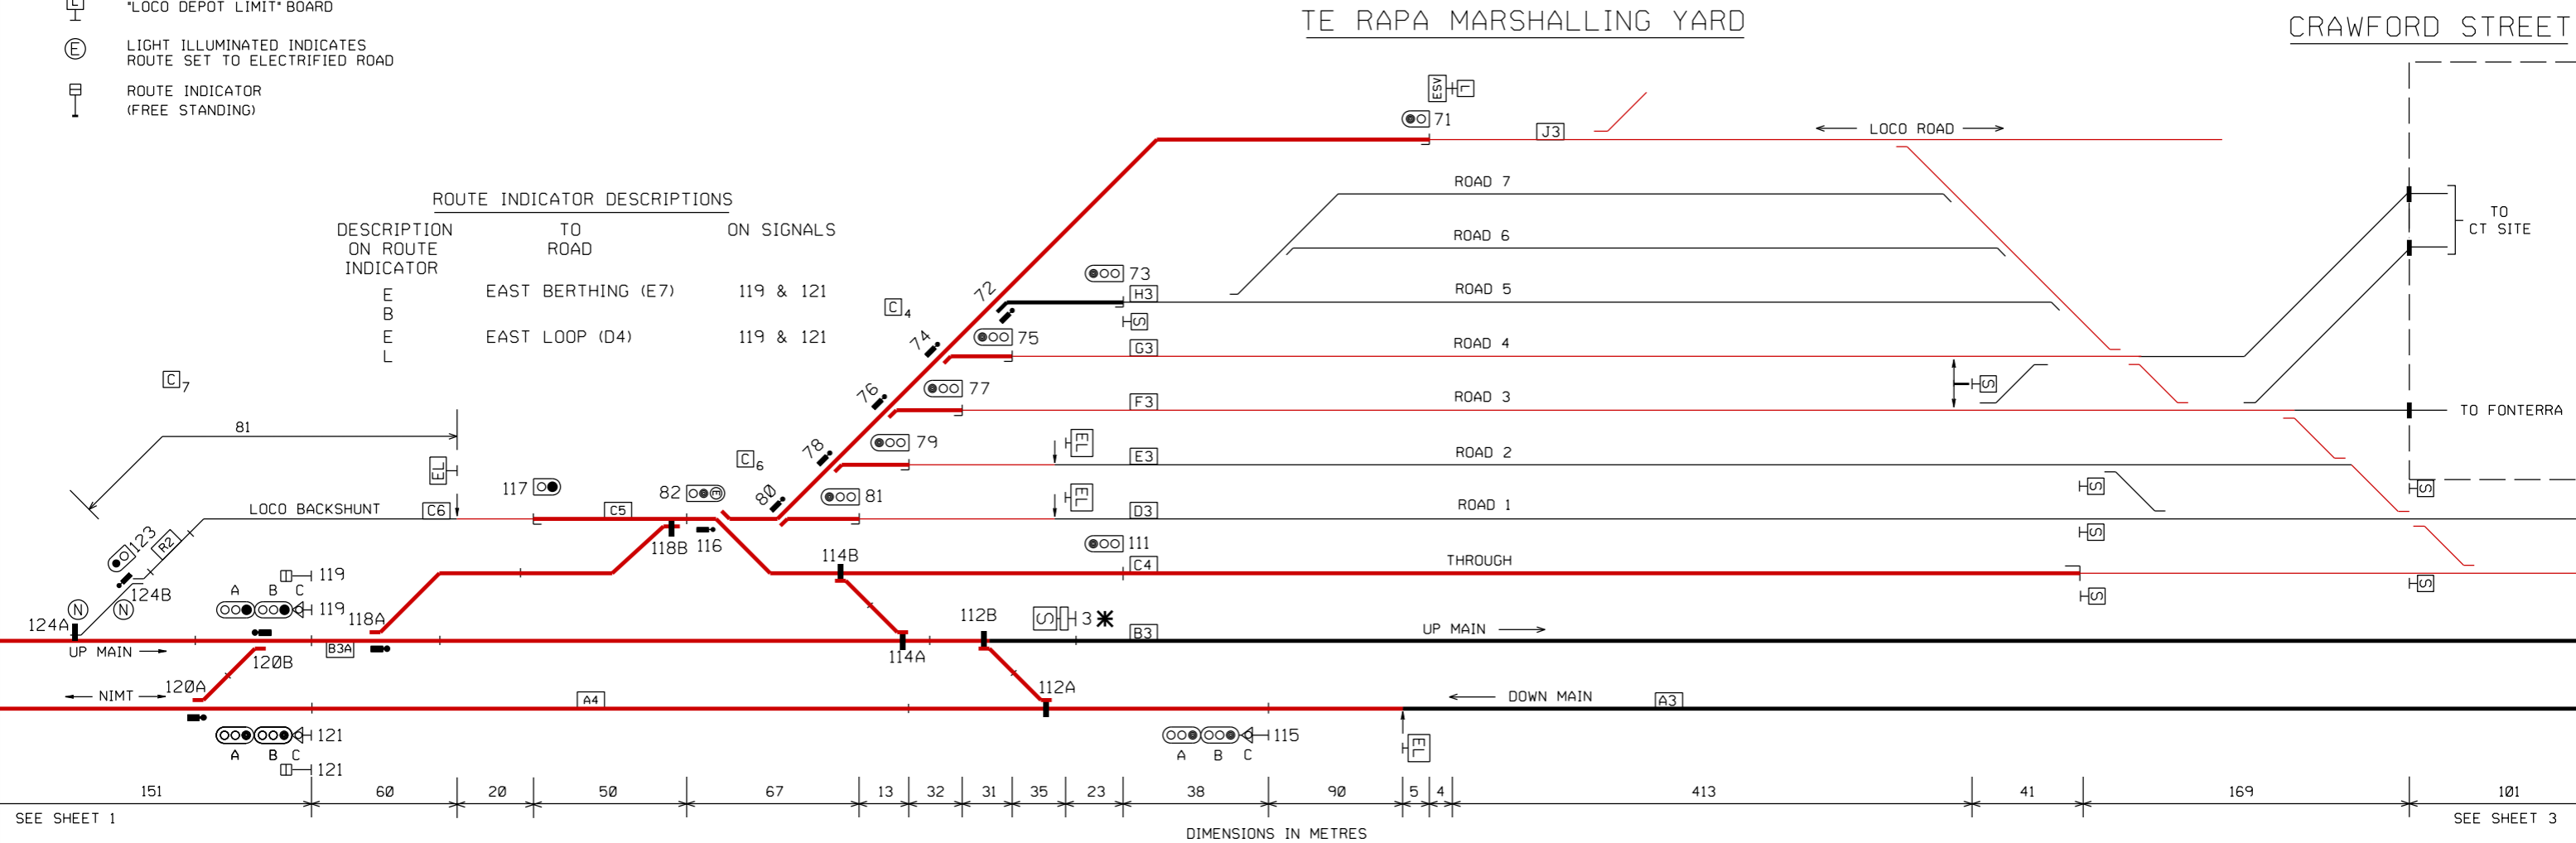 "LOCO DEPOT LIMIT" BOARD
E
LIGHT ILLUMINATED INDICATES
ROUTE SET TO ELECTRIFIED ROAD
ROUTE INDICATOR
(FREE STANDING)
TE RAPA MARSHALLING YARD
CRAWFORD STREET
ROUTE INDICATOR DESCRIPTIONS
DESCRIPTION
ON ROUTE
INDICATOR
TO
ROAD
ON SIGNALS
E
B
EAST BERTHING (E7)
119 & 121
E
L
EAST LOOP (D4)
119 & 121
ESV
L
71
J3
LOCO ROAD
ROAD 7
TO
CT SITE
ROAD 6
73
72
C 4
H3
ROAD 5
S
75
74
G3
ROAD 4
C 7
77
76
F3
ROAD 3
S
TO FONTERRA
81
79
78
EL
C 6
EL
E3
ROAD 2
S
S
117
82
E
80
81
EL
LOCO BACKSHUNT
C6
C5
D3
ROAD 1
S
123
R2
118B
116
114B
111
C4
THROUGH
S
S
119
A B C
124B
N
N
119
118A
112B
S
3
124A
B3
UP MAIN
UP MAIN
B3A
120B
114A
NIMT
120A
A4
112A
DOWN MAIN
A3
121
A B C
121
115
A B C
EL
151
60
20
50
67
13
32
31
35
23
38
90
5
4
413
41
169
101
SEE SHEET 1
DIMENSIONS IN METRES
SEE SHEET 3